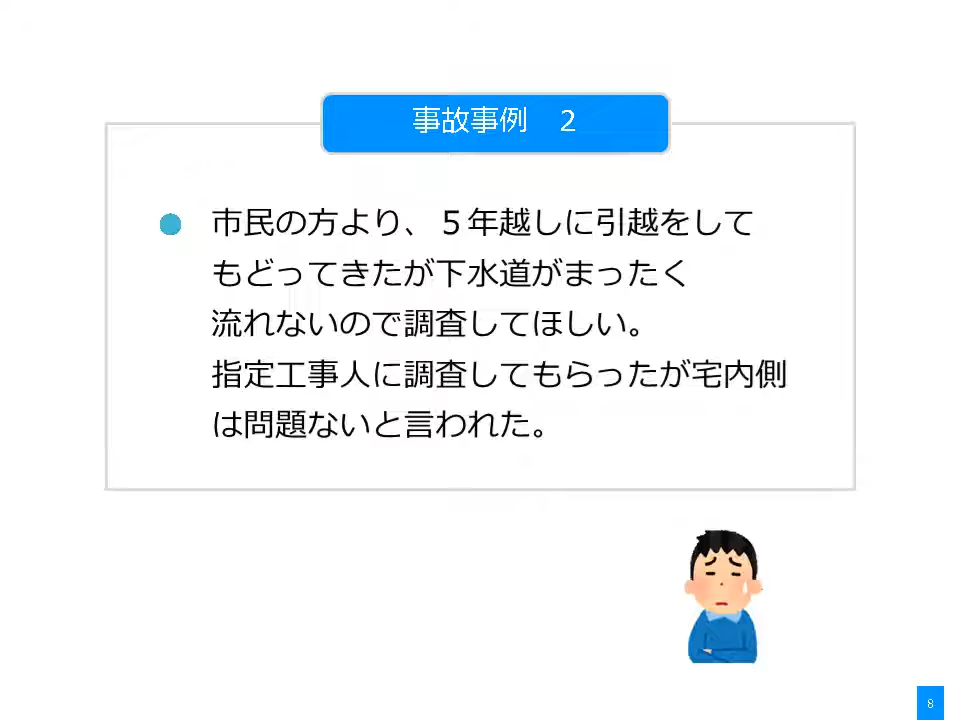 事故事例　２
● 市民の方より、５年越しに引越をして
もどってきたが下水道がまったく
流れないので調査してほしい。
指定工事人に調査してもらったが宅内側
は問題ないと言われた。
8